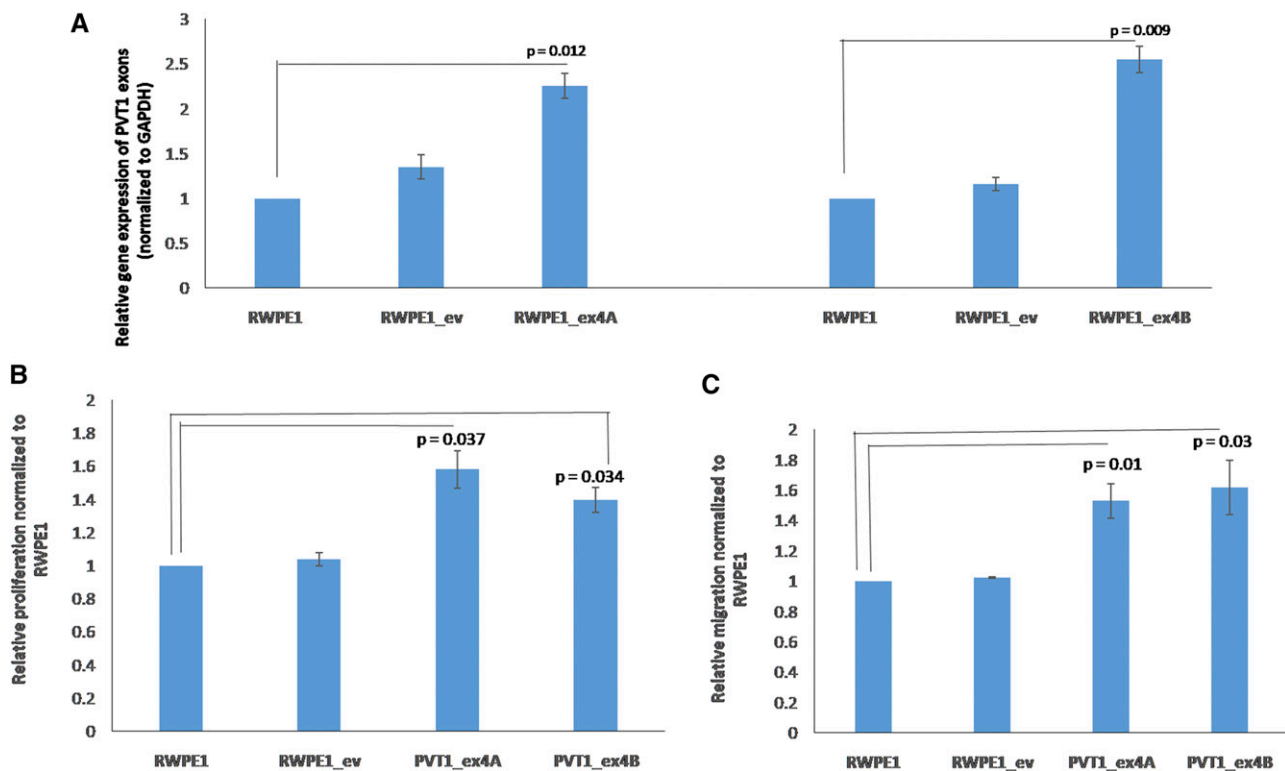 A
Relative gene expression of PVT1 exons
(normalized to GAPDH)
3
2.5
2
1.5
1
0.5
0
p = 0.012
p = 0.009
RWPE1
RWPE1_ev
RWPE1_ex4A
RWPE1
RWPE1_ev
RWPE1_ex4B
B
Relative proliferation normalized to
RWPE1
2
1.8
1.6
1.4
1.2
1
0.8
0.6
0.4
0.2
0
p = 0.037
p = 0.034
RWPE1
RWPE1_ev
PVT1_ex4A
PVT1_ex4B
C
Relative migration normalized to
RWPE1
2
1.8
1.6
1.4
1.2
1
0.8
0.6
0.4
0.2
0
p = 0.01
p = 0.03
RWPE1
RWPE1_ev
PVT1_ex4A
PVT1_ex4B